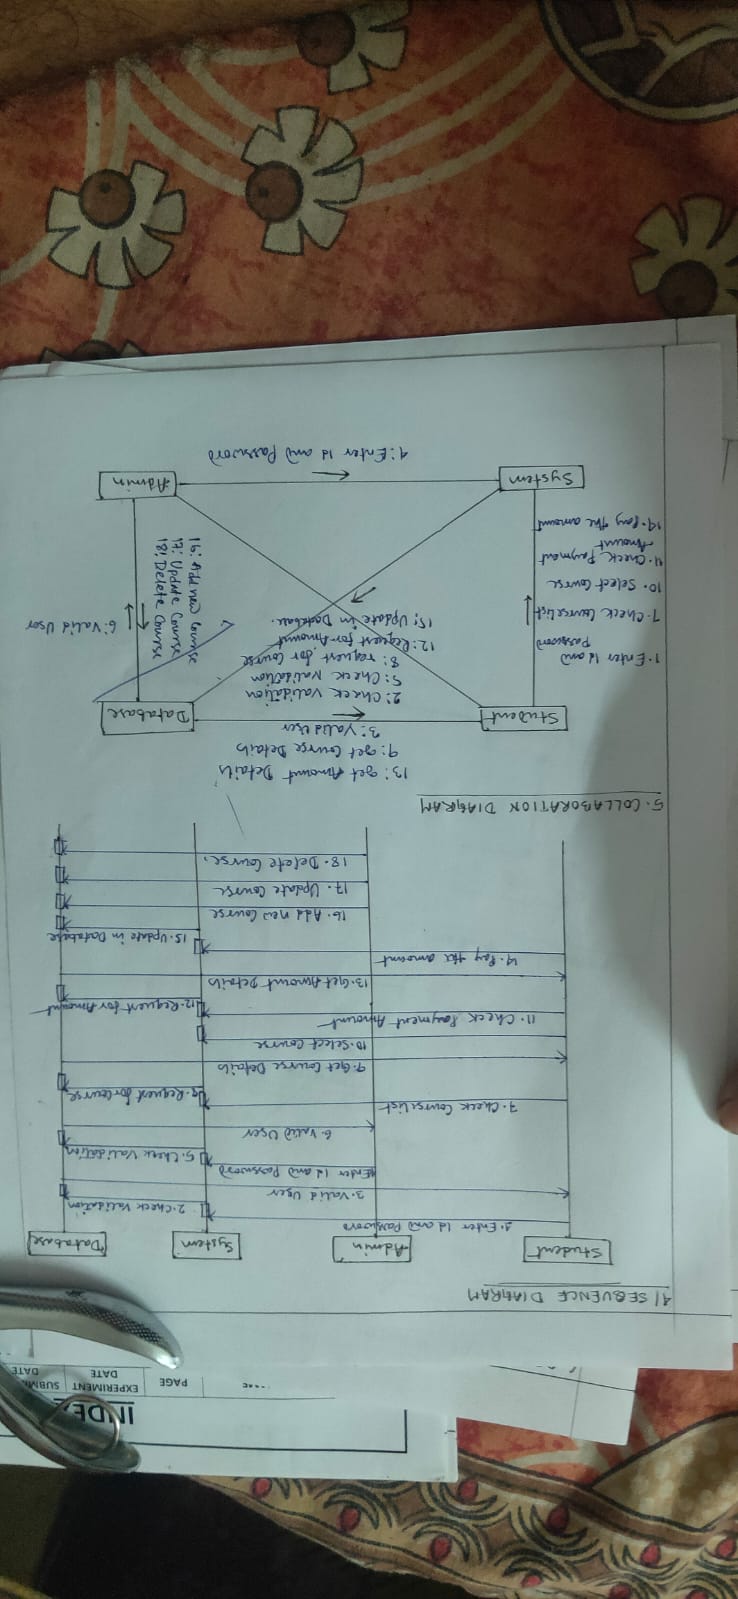 INDE
PAGE
EXPERIMENT DATE
SUBM
DATE
4) SEQUENCE DIAGRAM
Student
Admin
System
Database
1. Enter Id and Password
2. Check Validation
3. Valid User
Enter Id and Password
5. Check Validation
6. Valid User
7. Check Course List
8. Request for Course
9. Get Course Details
10. Select Course
11. Check Payment Amount
12. Request for Amount
13. Get Amount Details
14. Pay the amount
15. Update in Database
16. Add new Course
17. Update Course
18. Delete Course.
5. COLLABORATION DIAGRAM
13: get Amount Details
9: get Course Details
3: Valid User
Student
Database
2: Check Validation
5: Check Validation
8: request for Course
12: Request for Amount
15: Update in Databas.
1. Enter Id and
Password
7. Check Course List
10. Select Course
11. Check Payment
Amount
14. Pay the amount
6: Valid User
16: Add new Course
17: Update Course
18: Delete Course
System
Admin
4: Enter Id and Password